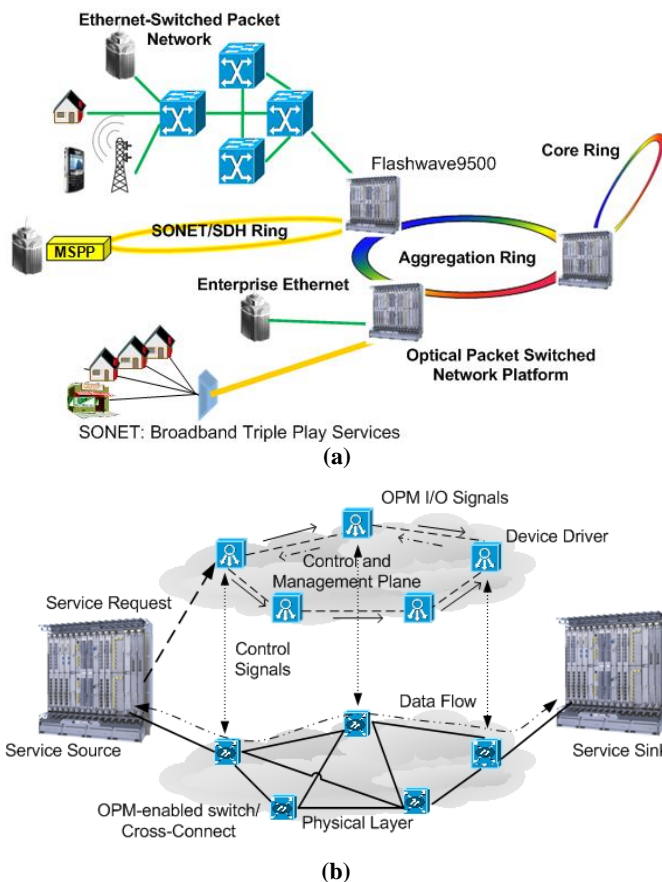 Ethernet-Switched Packet
Network
Flashwave9500
Core Ring
SONET/SDH Ring
MSPP
Aggregation Ring
Enterprise Ethernet
Optical Packet Switched
Network Platform
SONET: Broadband Triple Play Services
(a)
OPM I/O Signals
Device Driver
Control and
Management Plane
Service Request
Control
Signals
Data Flow
Service Source
Service Sink
OPM-enabled switch/
Cross-Connect
Physical Layer
(b)